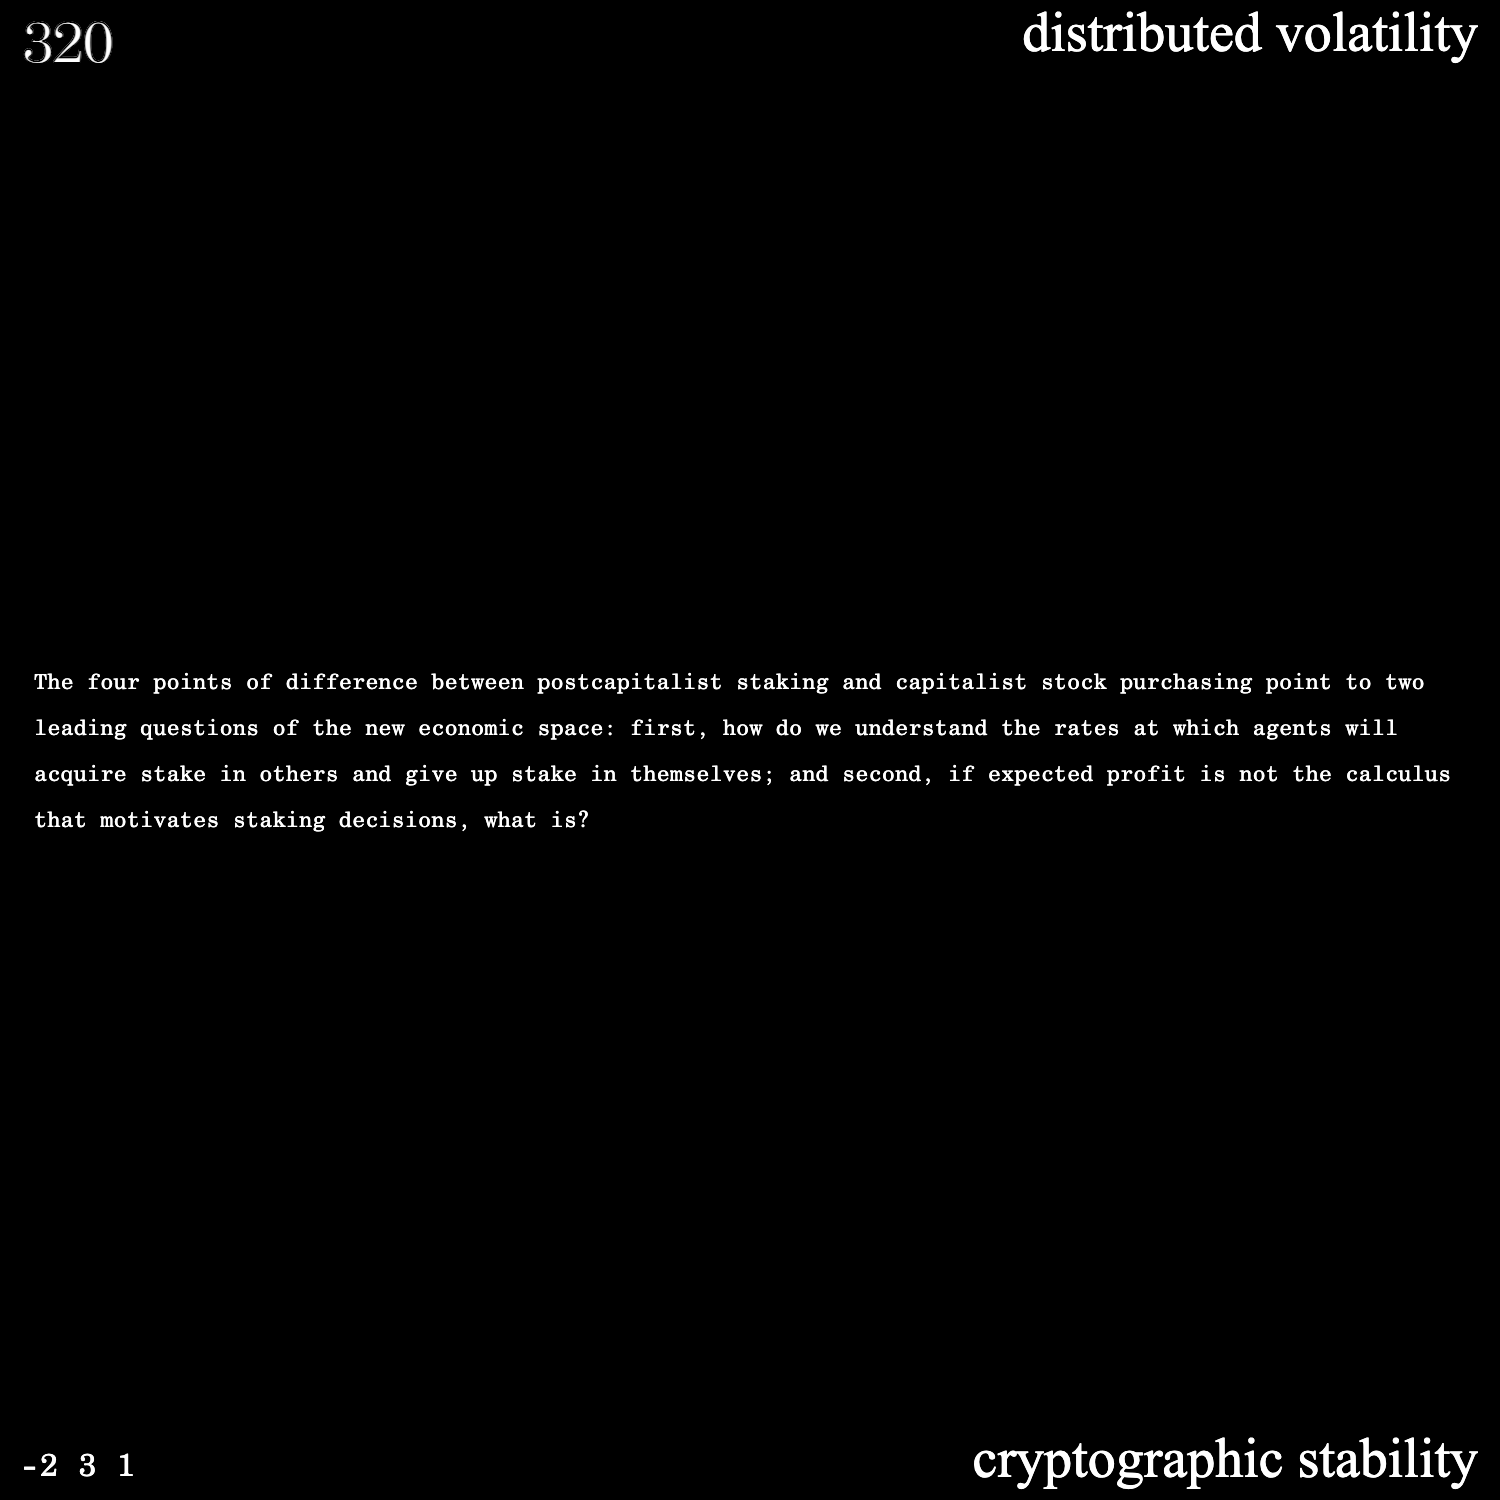 320
distributed volatility
The four points of difference between postcapitalist staking and capitalist stock purchasing point to two
leading questions of the new economic space: first, how do we understand the rates at which agents will
acquire stake in others and give up stake in themselves; and second, if expected profit is not the calculus
that motivates staking decisions, what is?
-2 3 1
cryptographic stability